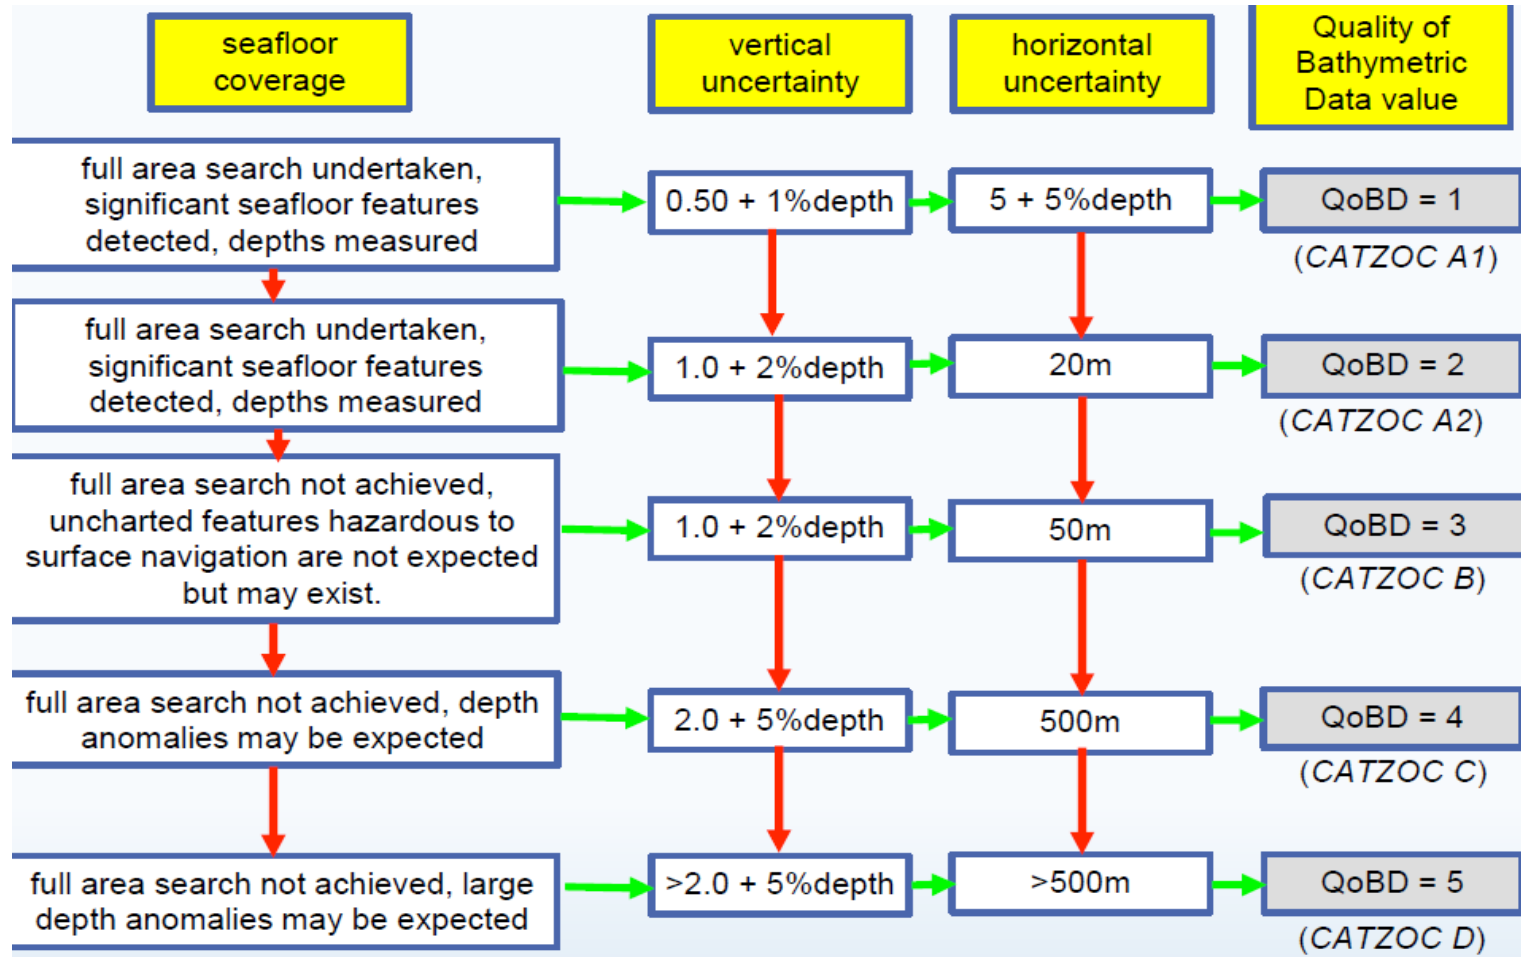 seafloor
coverage
vertical
uncertainty
horizontal
uncertainty
Quality of
Bathymetric
Data value
full area search undertaken,
significant seafloor features
detected, depths measured
0.50 + 1%depth
5 + 5%depth
QoBD = 1
(CATZOC A1)
full area search undertaken,
significant seafloor features
detected, depths measured
1.0 + 2%depth
20m
QoBD = 2
(CATZOC A2)
full area search not achieved,
uncharted features hazardous to
surface navigation are not expected
but may exist.
1.0 + 2%depth
50m
QoBD = 3
(CATZOC B)
full area search not achieved, depth
anomalies may be expected
2.0 + 5%depth
500m
QoBD = 4
(CATZOC C)
full area search not achieved, large
depth anomalies may be expected
>2.0 + 5%depth
>500m
QoBD = 5
(CATZOC D)